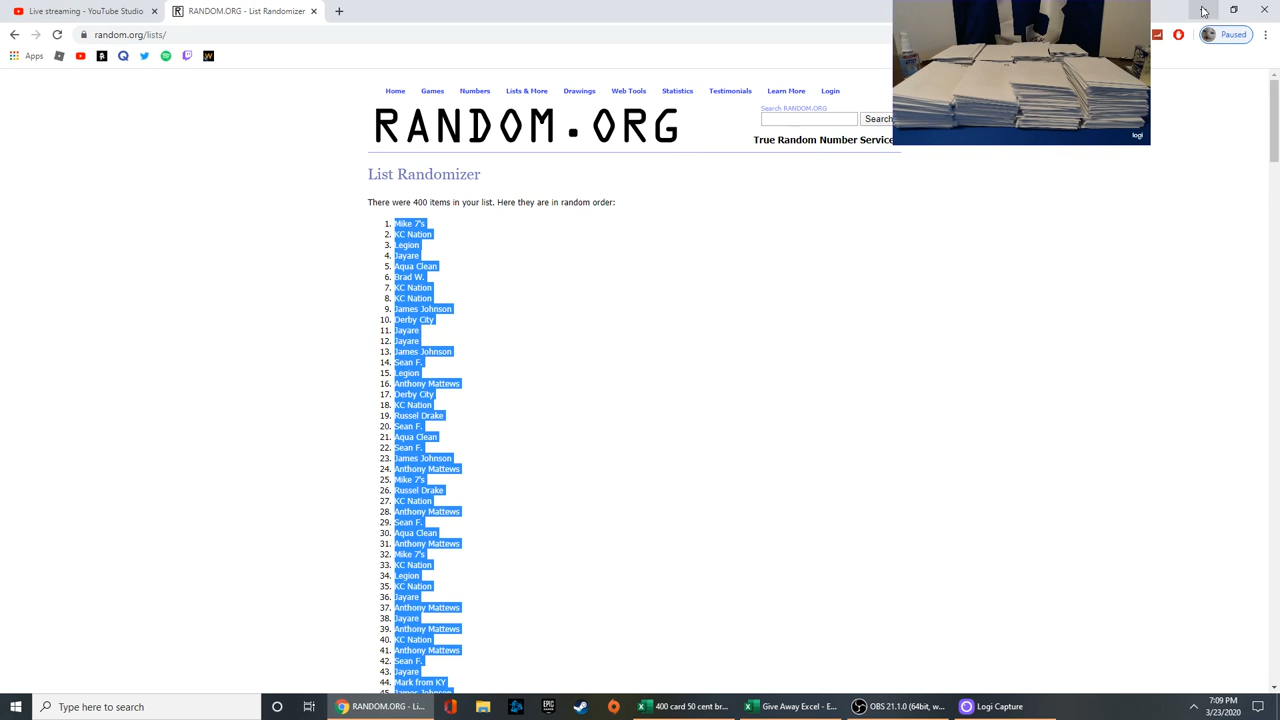 Live streaming - YouTube Studio
RANDOM.ORG - List Randomizer
random.org/lists/
Paused
Apps
Home
Games
Numbers
Lists & More
Drawings
Web Tools
Statistics
Testimonials
Learn More
Login
RANDOM.ORG
Search RANDOM.ORG
Search
True Random Number Service
logi
List Randomizer
There were 400 items in your list. Here they are in random order:
1. Mike 7's
2. KC Nation
3. Legion
4. Jayare
5. Aqua Clean
6. Brad W.
7. KC Nation
8. KC Nation
9. James Johnson
10. Derby City
11. Jayare
12. Jayare
13. James Johnson
14. Sean F.
15. Legion
16. Anthony Mattews
17. Derby City
18. KC Nation
19. Russel Drake
20. Sean F.
21. Aqua Clean
22. Sean F.
23. James Johnson
24. Anthony Mattews
25. Mike 7's
26. Russel Drake
27. KC Nation
28. Anthony Mattews
29. Sean F.
30. Aqua Clean
31. Anthony Mattews
32. Mike 7's
33. KC Nation
34. Legion
35. KC Nation
36. Jayare
37. Anthony Mattews
38. Jayare
39. Anthony Mattews
40. KC Nation
41. Anthony Mattews
42. Sean F.
43. Jayare
44. Mark from KY
45. James Johnson
Type here to search
RANDOM.ORG - Li...
400 card 50 cent br...
Give Away Excel - E...
OBS 21.1.0 (64bit, w...
Logi Capture
7:09 PM
3/23/2020